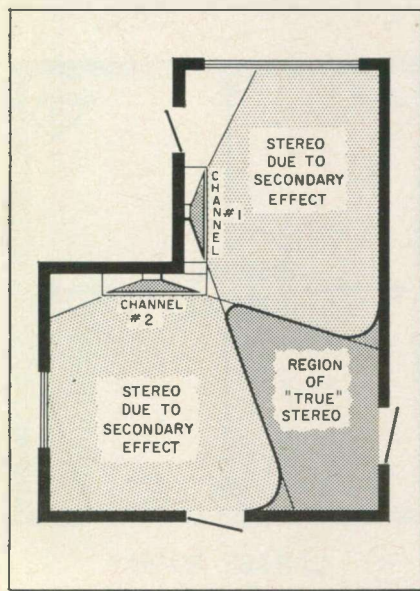 STEREO
DUE TO
SECONDARY
EFFECT
CHANNEL
#1
CHANNEL
#2
REGION
OF
"TRUE"
STEREO
STEREO
DUE TO
SECONDARY
EFFECT